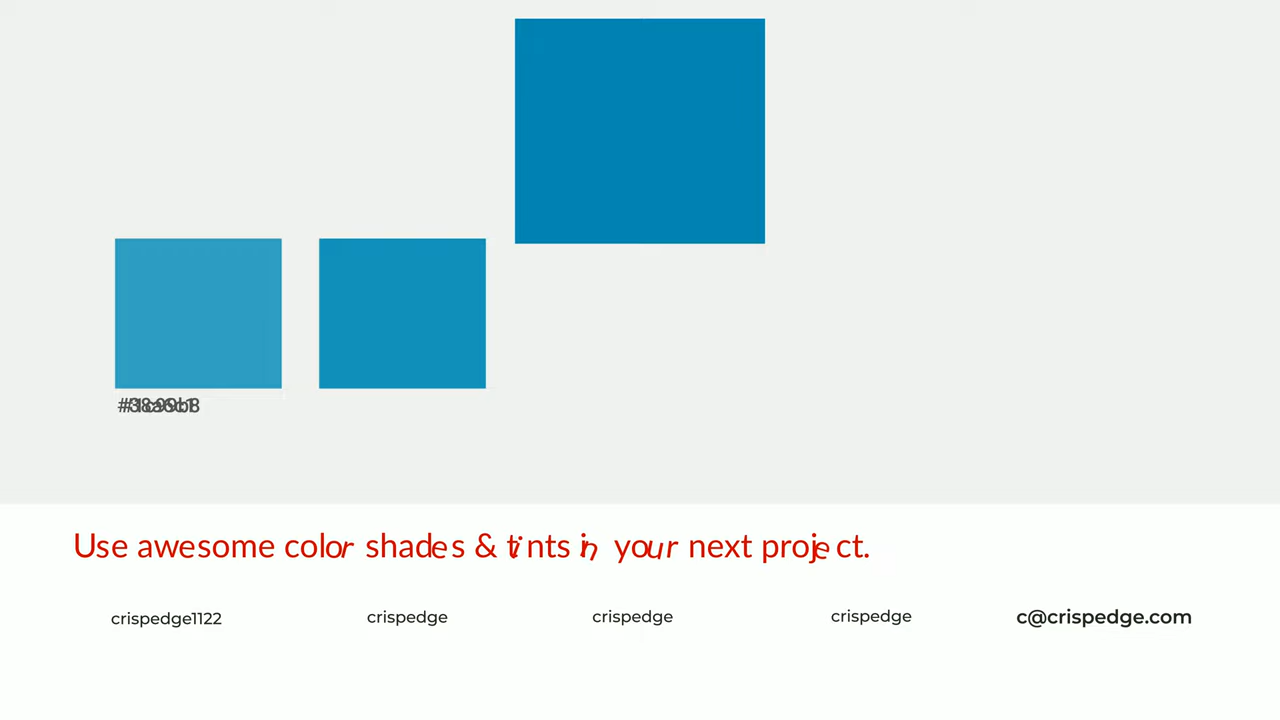 Use awesome color shades & tints in your next project.
crispedge1122 crispedge crispedge crispedge c@crispedge.com